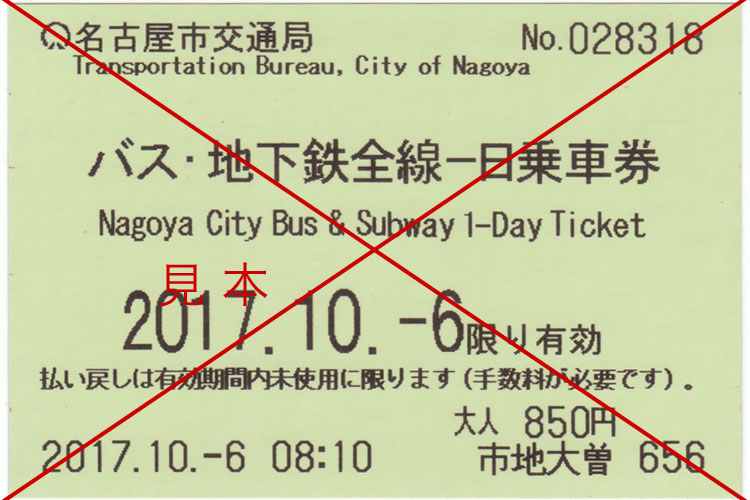 名古屋市交通局 No.028318
Transportation Bureau, City of Nagoya
バス・地下鉄全線一日乗車券
Nagoya City Bus & Subway 1-Day Ticket
見本
2017.10.-6限り有効
払い戻しは有効期間内未使用に限ります(手数料が必要です)。
大人 850円
2017.10.-6 08:10 市地大曽 656